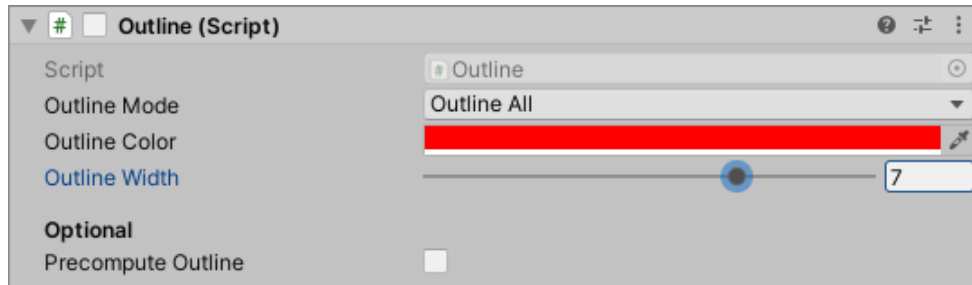 # Outline (Script)
Script # Outline
Outline Mode Outline All
Outline Color
Outline Width 7
Optional
Precompute Outline